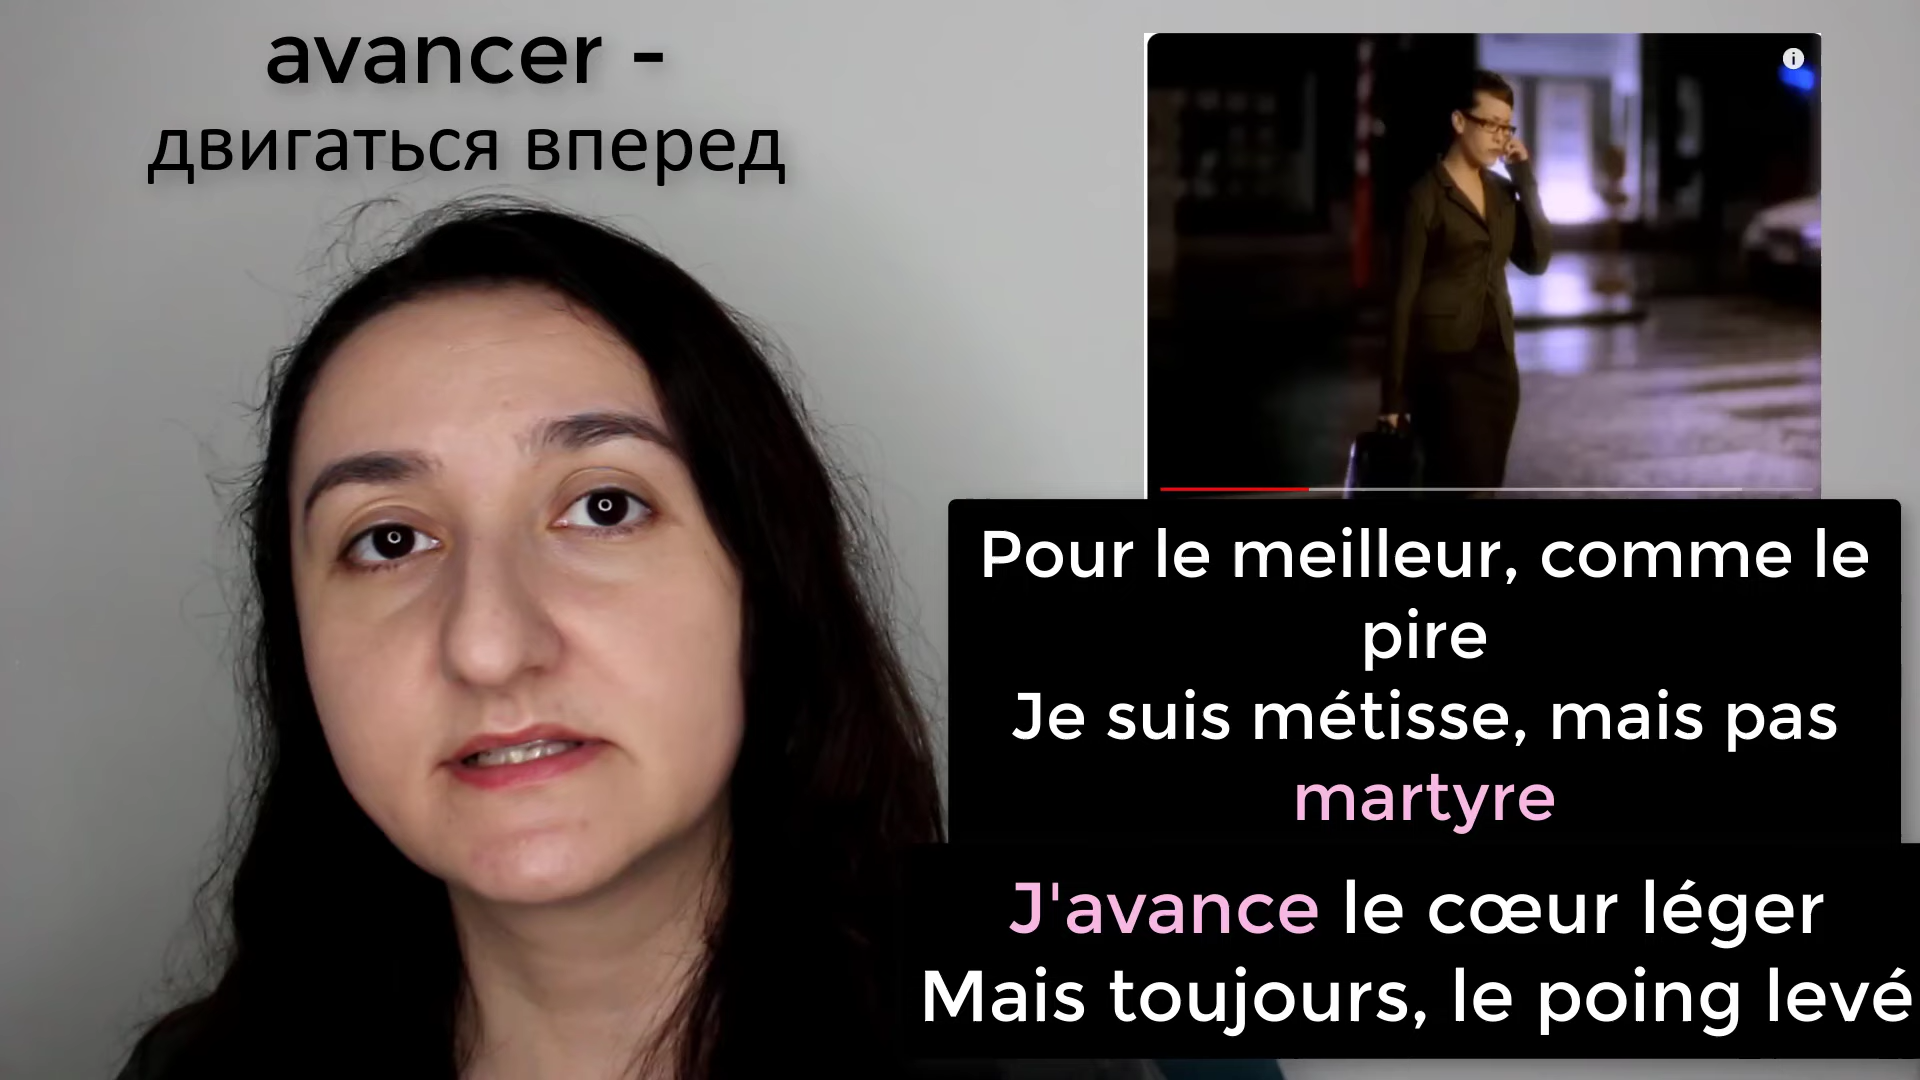 avancer -
двигаться вперед
Pour le meilleur, comme le
pire
Je suis métisse, mais pas
martyre
J'avance le cœur léger
Mais toujours, le poing levé